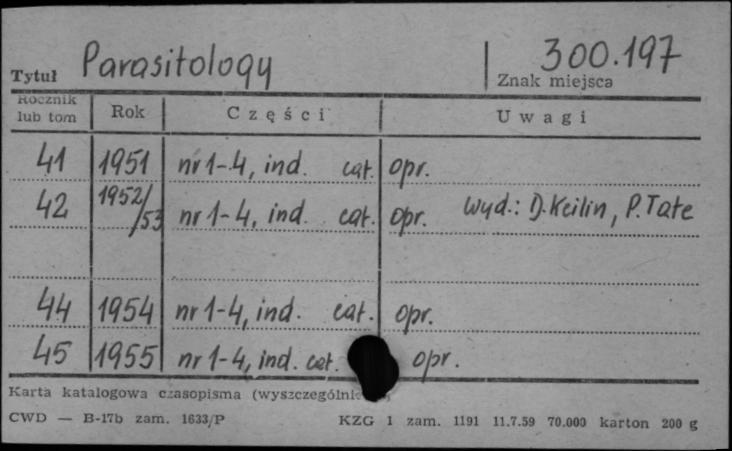 Tytuł Parasitology 300.197
Znak miejsca
Rocznik lub tom Rok Części Uwagi
41 1951 nr 1-4, ind. cat. opr.
42 1952/53 nr 1-4, ind. cat. opr. Wyd.: D. Keilin, P. Tate
44 1954 nr 1-4, ind. cat. opr.
45 1955 nr 1-4, ind. cat. opr.
Karta katalogowa czasopisma
CWD — B-17b zam. 1633/P KZG 1 zam. 1191 11.7.59 70.000 karton 200 g